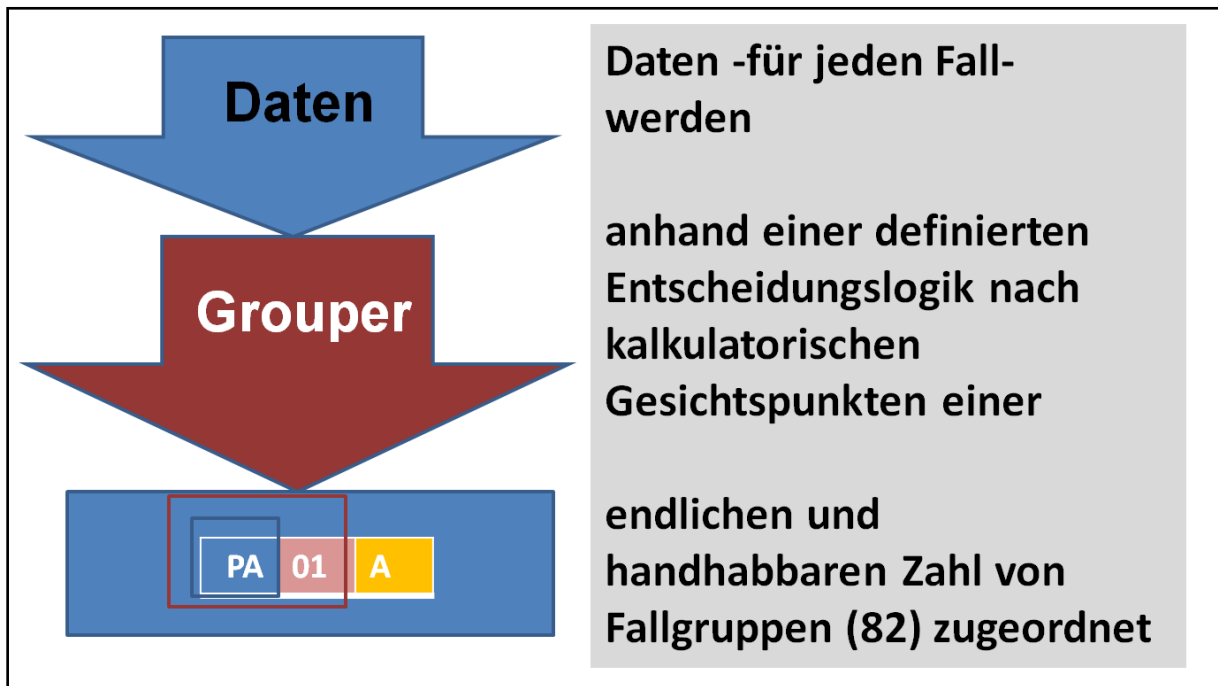 Daten
Grouper
PA 01 A
Daten -für jeden Fall-
werden
anhand einer definierten
Entscheidungslogik nach
kalkulatorischen
Gesichtspunkten einer
endlichen und
handhabbaren Zahl von
Fallgruppen (82) zugeordnet